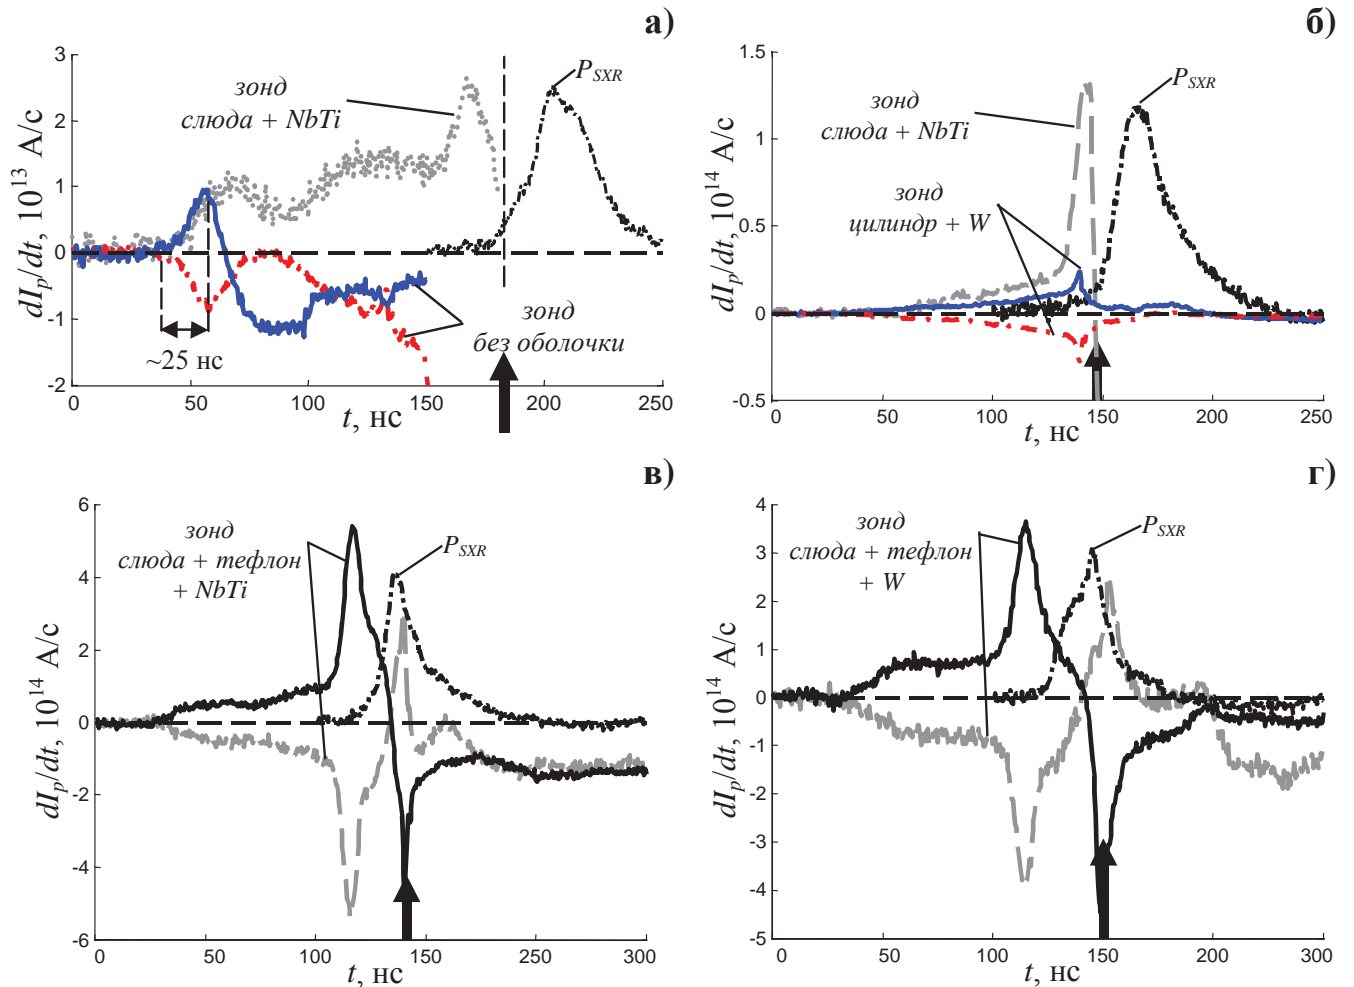 а)
3
2
1
0
-1
-2
dI_p/dt, 10^13 А/с
зонд
слюда + NbTi
P_SXR
~25 нс
зонд
без оболочки
0
50
100
150
200
250
t, нс
б)
1.5
1
0.5
0
-0.5
dI_p/dt, 10^14 А/с
зонд
слюда + NbTi
зонд
цилиндр + W
P_SXR
0
50
100
150
200
250
t, нс
в)
6
4
2
0
-2
-4
-6
dI_p/dt, 10^14 А/с
зонд
слюда + тефлон
+ NbTi
P_SXR
0
50
100
150
200
250
300
t, нс
г)
4
3
2
1
0
-1
-2
-3
-4
-5
dI_p/dt, 10^14 А/с
зонд
слюда + тефлон
+ W
P_SXR
0
50
100
150
200
250
300
t, нс